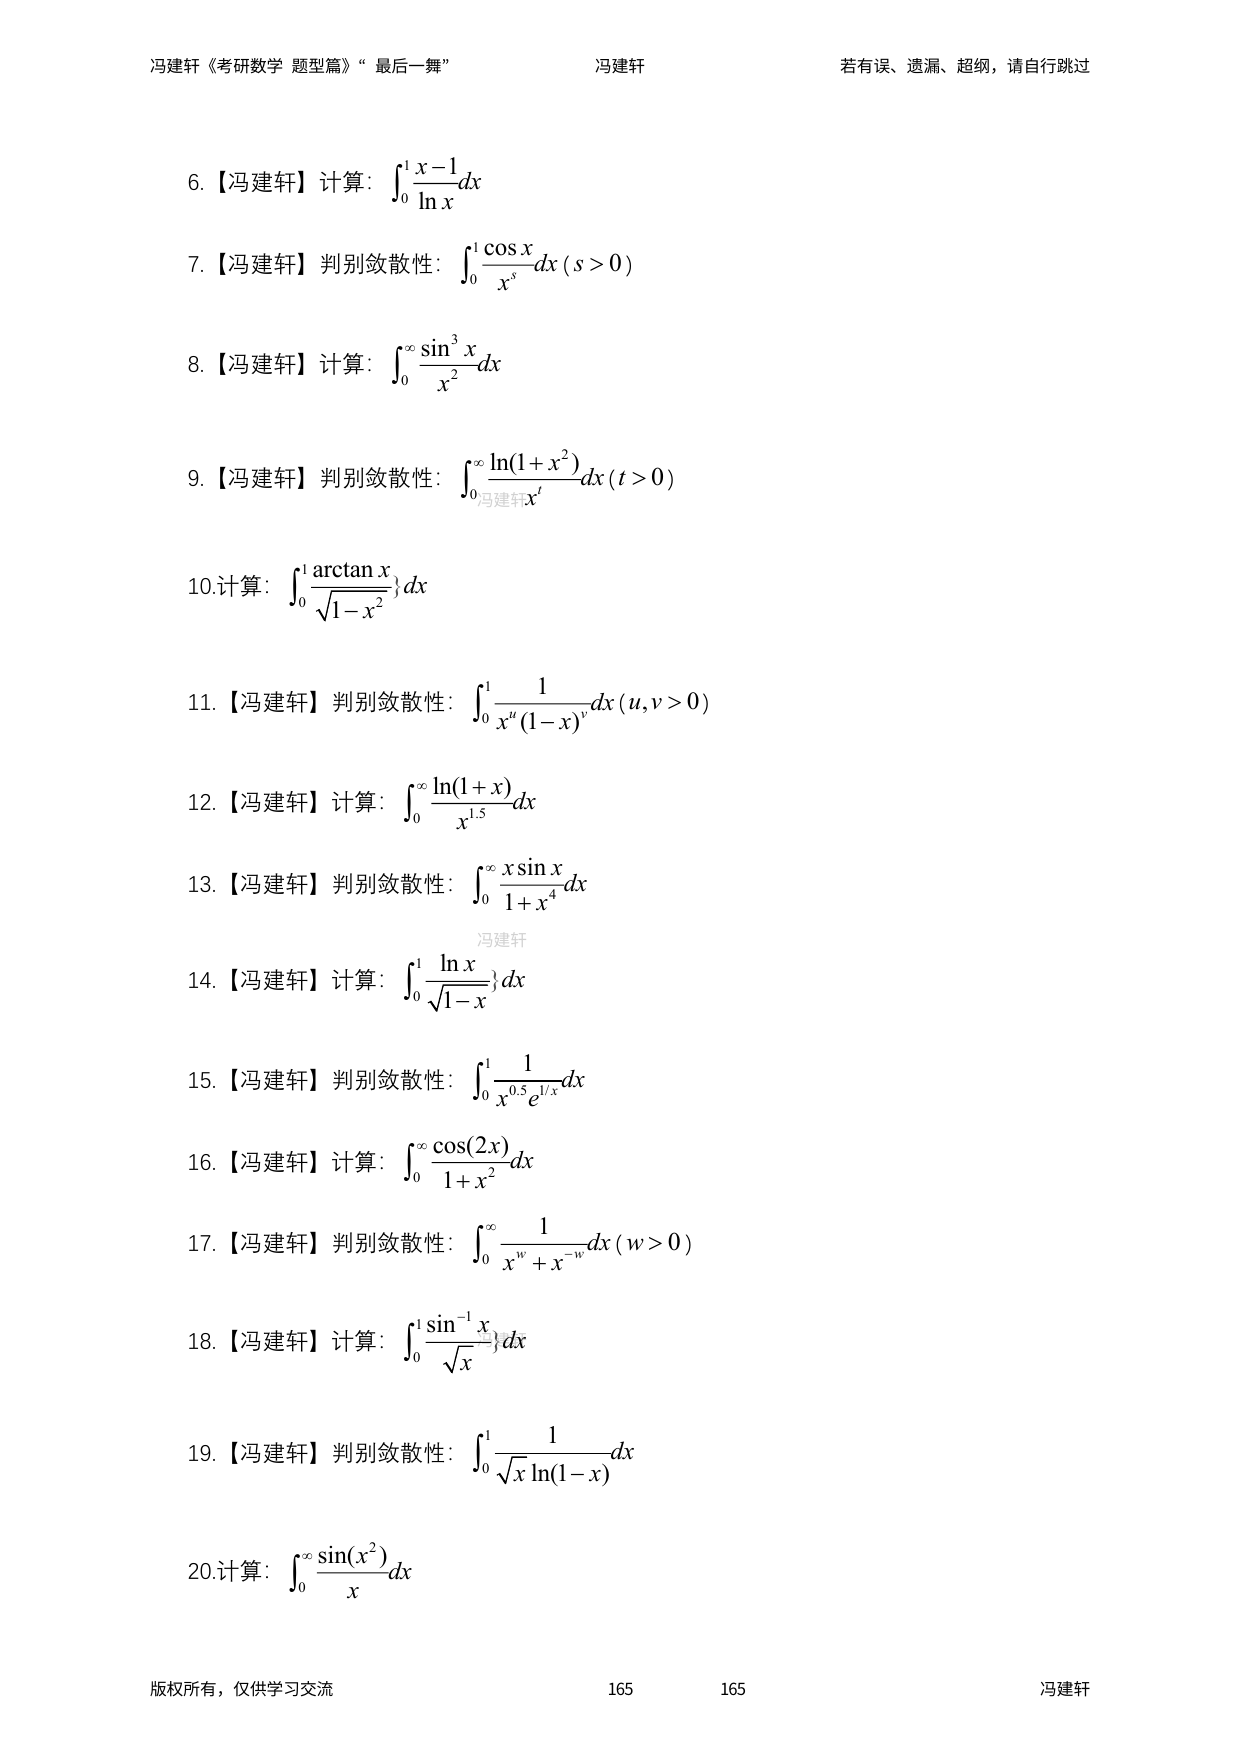 冯建轩《考研数学 题型篇》“ 最后一舞” 冯建轩 若有误、遗漏、超纲，请自行跳过
6.【冯建轩】计算：∫₀¹ (x−1)/(ln x) dx
7.【冯建轩】判别敛散性：∫₀¹ (cos x)/(x^s) dx (s > 0)
8.【冯建轩】计算：∫₀^∞ (sin³ x)/(x²) dx
9.【冯建轩】判别敛散性：∫₀^∞ (ln(1+x²))/(x^t) dx (t > 0)
冯建轩
10.计算：∫₀¹ (arctan x)/(√(1−x²)) } dx
11.【冯建轩】判别敛散性：∫₀¹ 1/(x^u (1−x)^v) dx (u, v > 0)
12.【冯建轩】计算：∫₀^∞ (ln(1+x))/(x^1.5) dx
13.【冯建轩】判别敛散性：∫₀^∞ (x sin x)/(1+x⁴) dx
冯建轩
14.【冯建轩】计算：∫₀¹ (ln x)/(√(1−x)) } dx
15.【冯建轩】判别敛散性：∫₀¹ 1/(x^0.5 e^(1/x)) dx
16.【冯建轩】计算：∫₀^∞ (cos(2x))/(1+x²) dx
17.【冯建轩】判别敛散性：∫₀^∞ 1/(x^w + x^(−w)) dx (w > 0)
18.【冯建轩】计算：∫₀¹ (sin⁻¹ x)/(√x) } dx
冯建轩
19.【冯建轩】判别敛散性：∫₀¹ 1/(√x ln(1−x)) dx
20.计算：∫₀^∞ (sin(x²))/x dx
版权所有，仅供学习交流 165 165 冯建轩